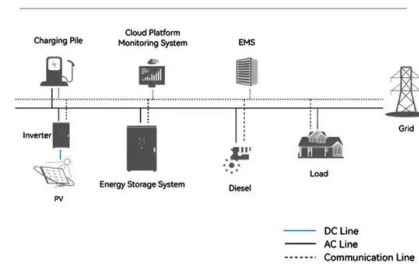 Charging Pile
Cloud Platform
Monitoring System
EMS
Grid
Inverter
PV
Energy Storage System
Diesel
Load
DC Line
AC Line
Communication Line